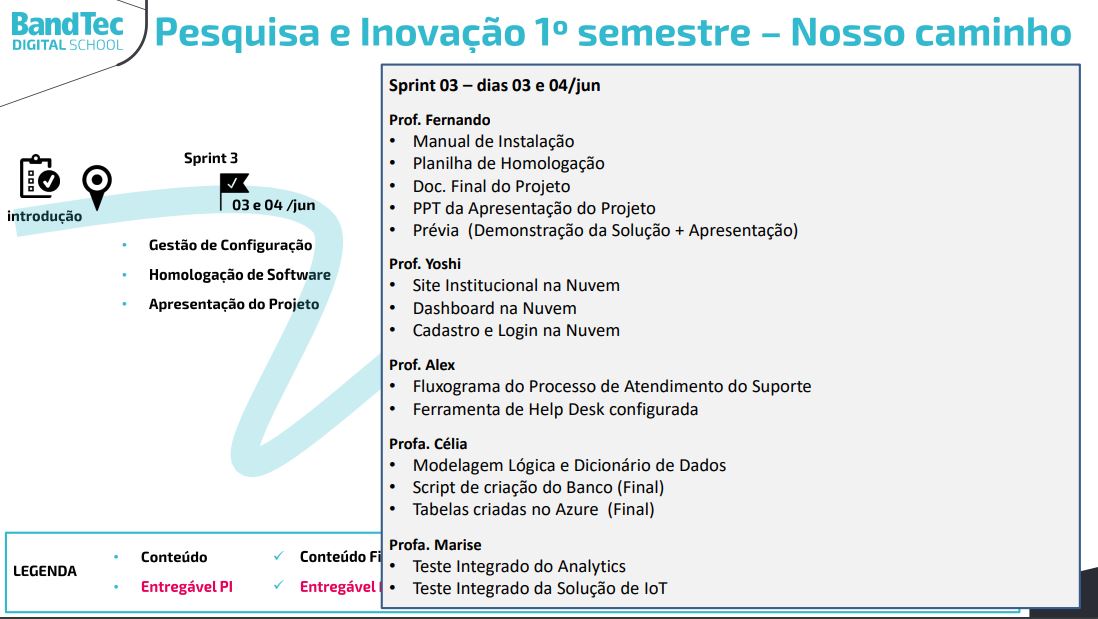 BandTec
DIGITAL SCHOOL
Pesquisa e Inovação 1º semestre – Nosso caminho
introdução
Sprint 3
03 e 04 /jun
• Gestão de Configuração
• Homologação de Software
• Apresentação do Projeto
Sprint 03 – dias 03 e 04/jun
Prof. Fernando
• Manual de Instalação
• Planilha de Homologação
• Doc. Final do Projeto
• PPT da Apresentação do Projeto
• Prévia (Demonstração da Solução + Apresentação)
Prof. Yoshi
• Site Institucional na Nuvem
• Dashboard na Nuvem
• Cadastro e Login na Nuvem
Prof. Alex
• Fluxograma do Processo de Atendimento do Suporte
• Ferramenta de Help Desk configurada
Profa. Célia
• Modelagem Lógica e Dicionário de Dados
• Script de criação do Banco (Final)
• Tabelas criadas no Azure (Final)
Profa. Marise
• Teste Integrado do Analytics
• Teste Integrado da Solução de IoT
LEGENDA
• Conteúdo
✓ Conteúdo
• Entregável PI
✓ Entregável